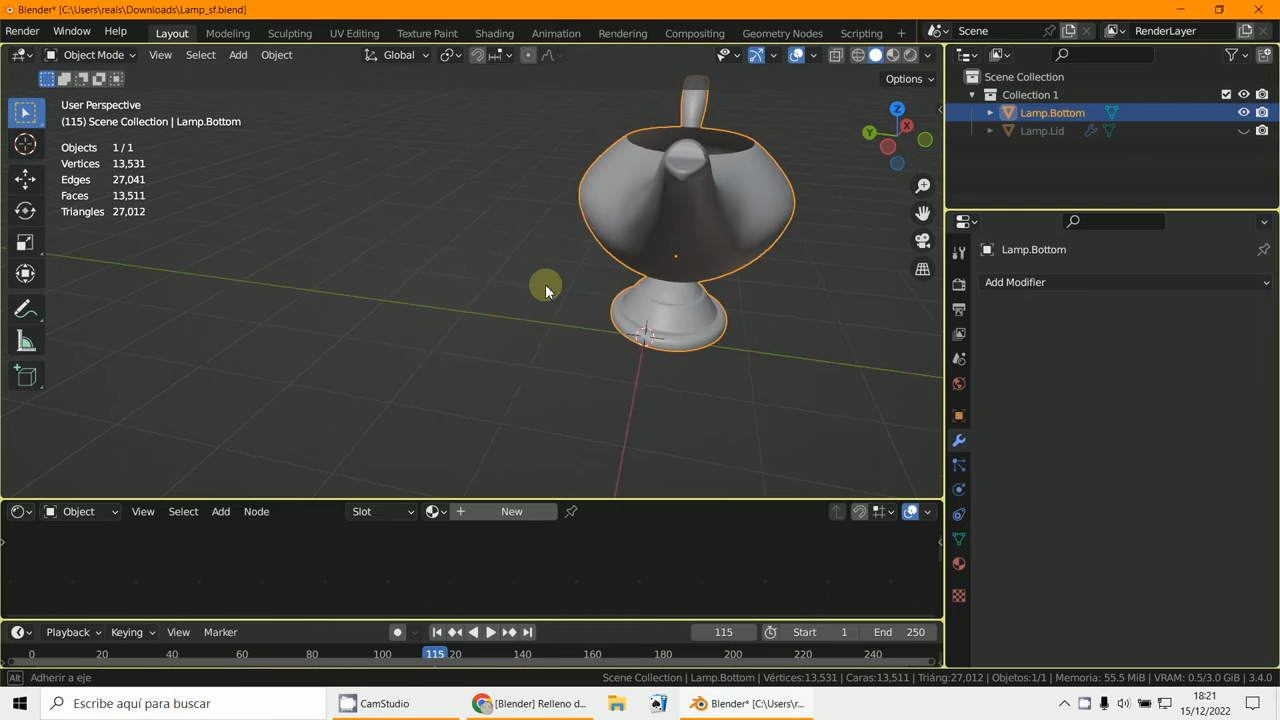 Blender* [C:\Users\reals\Downloads\Lamp_sf.blend]
Render Window Help Layout Modeling Sculpting UV Editing Texture Paint Shading Animation Rendering Compositing Geometry Nodes Scripting + Scene RenderLayer
Object Mode View Select Add Object Global
Options
User Perspective
(115) Scene Collection | Lamp.Bottom
Objects 1 / 1
Vertices 13,531
Edges 27,041
Faces 13,511
Triangles 27,012
Z
Y
X
Scene Collection
Collection 1
Lamp.Bottom
Lamp.Lid
Lamp.Bottom
Add Modifier
Object View Select Add Node Slot + New
Playback Keying View Marker 115 Start 1 End 250
0 20 40 60 80 100 115 120 140 160 180 200 220 240
Alt Adherir a eje Scene Collection | Lamp.Bottom | Vértices:13,531 | Caras:13,511 | Triáng:27,012 | Objetos:1/1 | Memoria: 55.5 MiB | VRAM: 0.5/3.0 GiB | 3.4.0
Escribe aquí para buscar CamStudio [Blender] Relleno d... Blender* [C:\Users\r... 18:21
15/12/2022